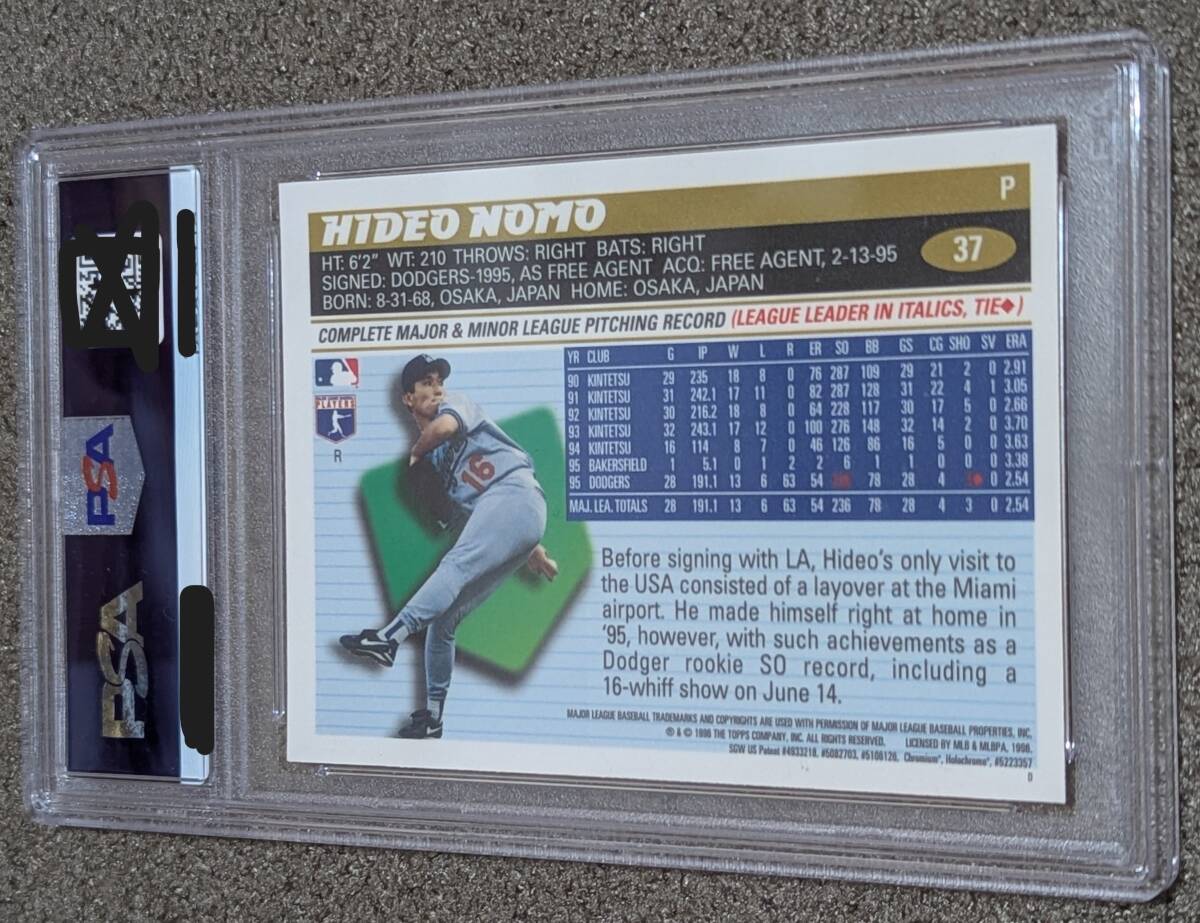 PSA
PSA
P
HIDEO NOMO
37
HT: 6'2" WT: 210 THROWS: RIGHT BATS: RIGHT
SIGNED: DODGERS-1995, AS FREE AGENT ACQ: FREE AGENT, 2-13-95
BORN: 8-31-68, OSAKA, JAPAN HOME: OSAKA, JAPAN
COMPLETE MAJOR & MINOR LEAGUE PITCHING RECORD (LEAGUE LEADER IN ITALICS, TIE◆)
PLAYERS
R
16
YR CLUB G IP W L R ER SO BB GS CG SHO SV ERA
90 KINTETSU 29 235 18 8 0 76 287 109 29 21 2 0 2.91
91 KINTETSU 31 242.1 17 11 0 82 287 128 31 22 4 1 3.05
92 KINTETSU 30 216.2 18 8 0 64 228 117 30 17 5 0 2.66
93 KINTETSU 32 243.1 17 12 0 100 276 148 32 14 2 0 3.70
94 KINTETSU 16 114 8 7 0 46 126 86 16 5 0 0 3.63
95 BAKERSFIELD 1 5.1 0 1 2 2 6 1 1 0 0 0 3.38
95 DODGERS 28 191.1 13 6 63 54 78 28 4 ◆ 0 2.54
MAJ. LEA. TOTALS 28 191.1 13 6 63 54 236 78 28 4 3 0 2.54
Before signing with LA, Hideo's only visit to
the USA consisted of a layover at the Miami
airport. He made himself right at home in
'95, however, with such achievements as a
Dodger rookie SO record, including a
16-whiff show on June 14.
MAJOR LEAGUE BASEBALL TRADEMARKS AND COPYRIGHTS ARE USED WITH PERMISSION OF MAJOR LEAGUE BASEBALL PROPERTIES, INC.
® & © 1996 THE TOPPS COMPANY, INC. ALL RIGHTS RESERVED. LICENSED BY MLB & MLBPA, 1996.
SGW US Patent #4933218, #5082703, #5106126, Chromium®, Holochrome®, #5223357